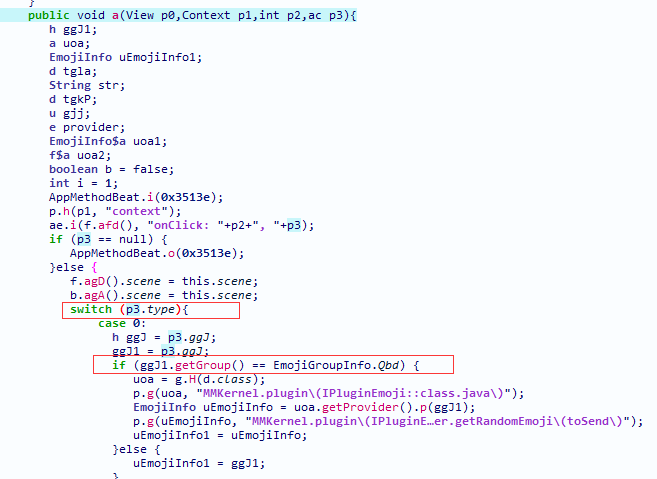 }
public void a(View p0,Context p1,int p2,ac p3){
h ggJ1;
a uoa;
EmojiInfo uEmojiInfo1;
d tgla;
String str;
d tgkP;
u gjj;
e provider;
EmojiInfo$a uoa1;
f$a uoa2;
boolean b = false;
int i = 1;
AppMethodBeat.i(0x3513e);
p.h(p1, "context");
ae.i(f.afd(), "onClick: "+p2+", "+p3);
if (p3 == null) {
AppMethodBeat.o(0x3513e);
}else {
f.agD().scene = this.scene;
b.agA().scene = this.scene;
switch (p3.type){
case 0:
h ggJ = p3.ggJ;
ggJ1 = p3.ggJ;
if (ggJ1.getGroup() == EmojiGroupInfo.Qbd) {
uoa = g.H(d.class);
p.g(uoa, "MMKernel.plugin\(IPluginEmoji::class.java\)");
EmojiInfo uEmojiInfo = uoa.getProvider().p(ggJ1);
p.g(uEmojiInfo, "MMKernel.plugin\(IPluginE…er.getRandomEmoji\(toSend\)");
uEmojiInfo1 = uEmojiInfo;
}else {
uEmojiInfo1 = ggJ1;
}